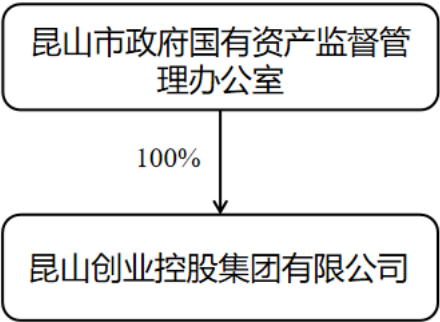 昆山市政府国有资产监督管
理办公室
100%
昆山创业控股集团有限公司